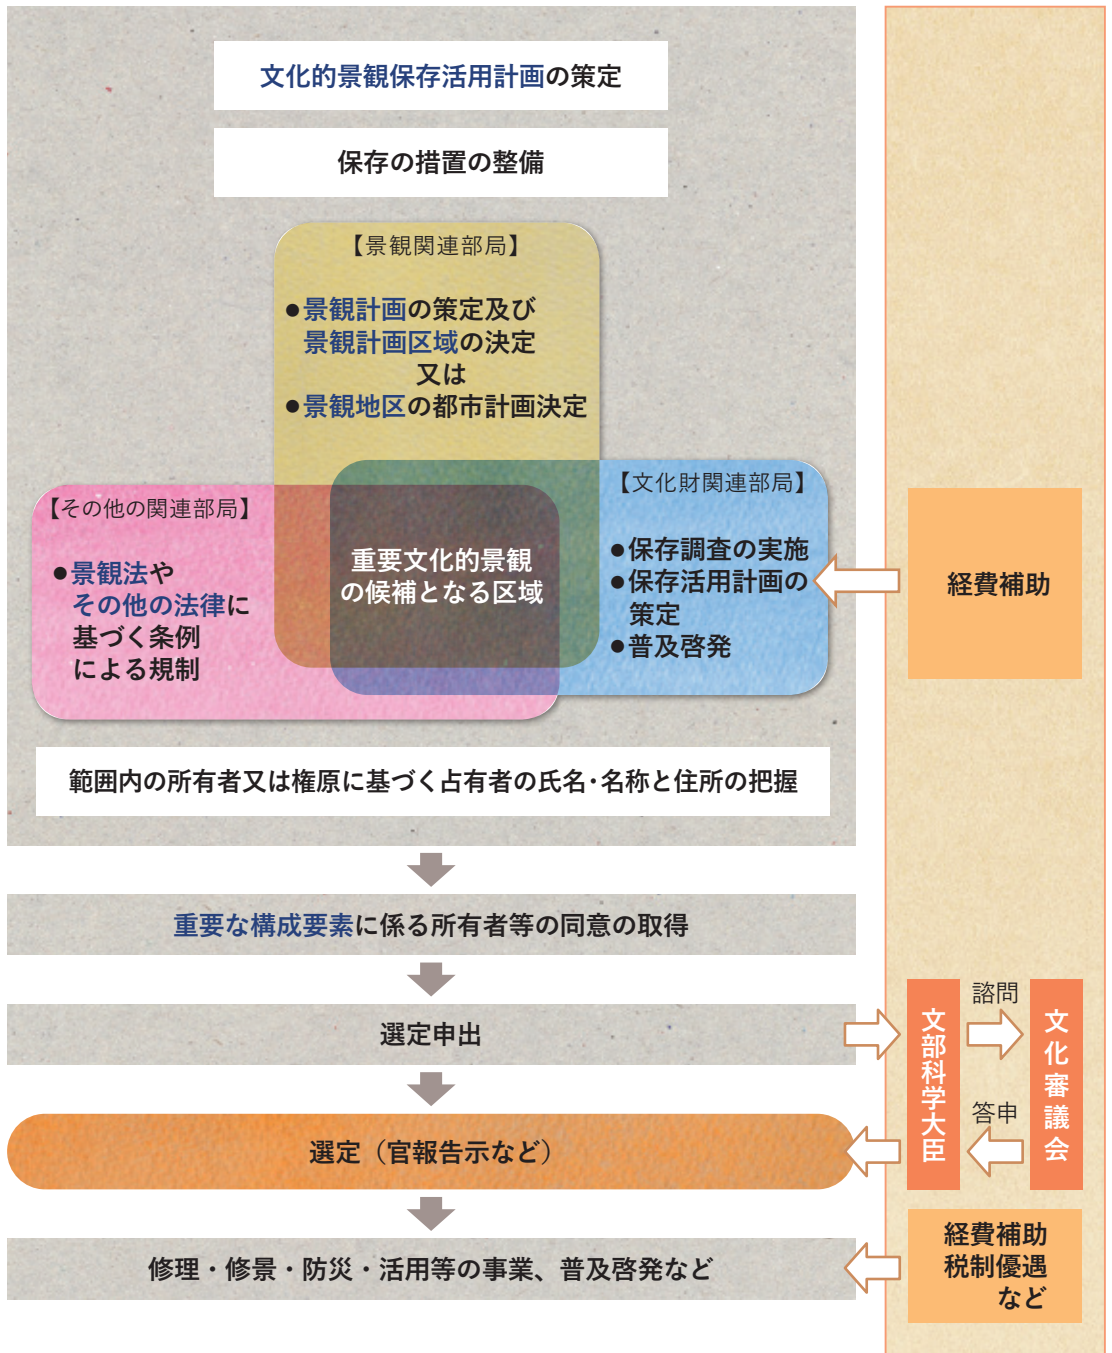 文化的景観保存活用計画の策定
保存の措置の整備
【景観関連部局】
●景観計画の策定及び
景観計画区域の決定
又は
●景観地区の都市計画決定
【その他の関連部局】
●景観法や
その他の法律に
基づく条例
による規制
重要文化的景観
の候補となる区域
【文化財関連部局】
●保存調査の実施
●保存活用計画の
策定
●普及啓発
経費補助
範囲内の所有者又は権原に基づく占有者の氏名・名称と住所の把握
重要な構成要素に係る所有者等の同意の取得
選定申出
文部科学大臣
諮問
答申
文化審議会
選定（官報告示など）
修理・修景・防災・活用等の事業、普及啓発など
経費補助
税制優遇
など